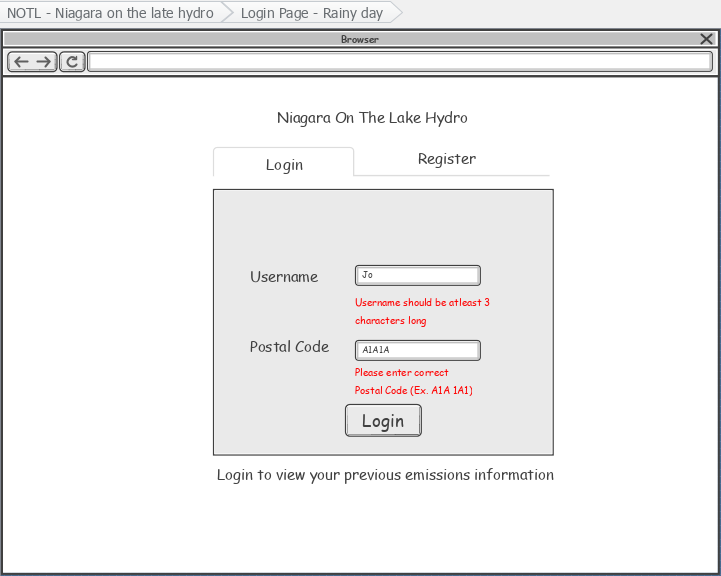 NOTL - Niagara on the late hydro
Login Page - Rainy day
Browser
Niagara On The Lake Hydro
Login
Register
Username
Jo
Username should be atleast 3
characters long
Postal Code
A1A1A
Please enter correct
Postal Code (Ex. A1A 1A1)
Login
Login to view your previous emissions information